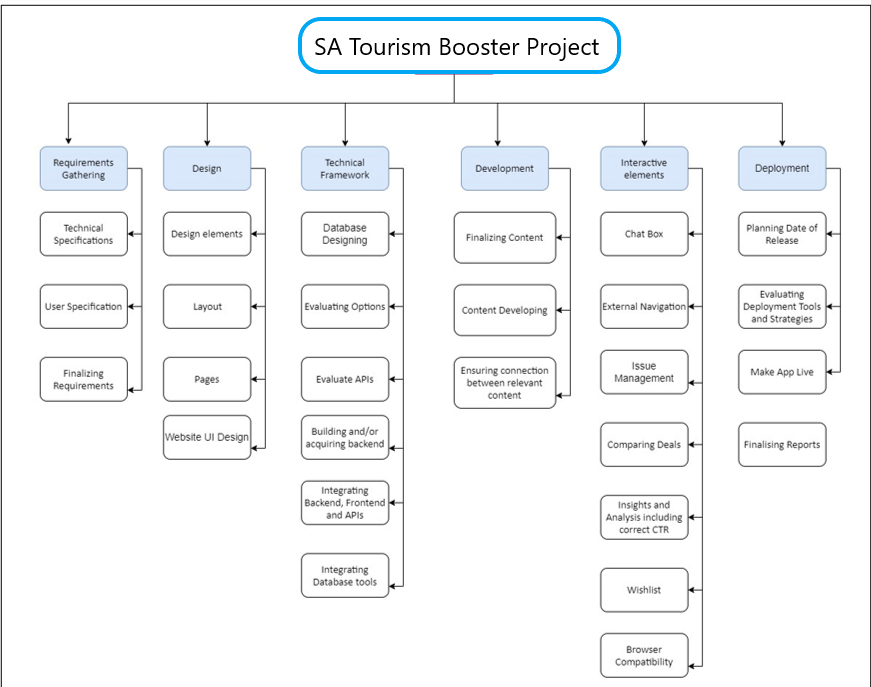 SA Tourism Booster Project
Requirements
Gathering
Design
Technical
Framework
Development
Interactive
elements
Deployment
Technical
Specifications
User Specification
Finalizing
Requirements
Design elements
Layout
Pages
Website UI Design
Database
Designing
Evaluating Options
Evaluate APIs
Building and/or
acquiring backend
Integrating
Backend, Frontend
and APIs
Integrating
Database tools
Finalizing Content
Content Developing
Ensuring connection
between relevant
content
Chat Box
External Navigation
Issue
Management
Comparing Deals
Insights and
Analysis including
correct CTR
Wishlist
Browser
Compatibility
Planning Date of
Release
Evaluating
Deployment Tools
and Strategies
Make App Live
Finalising Reports